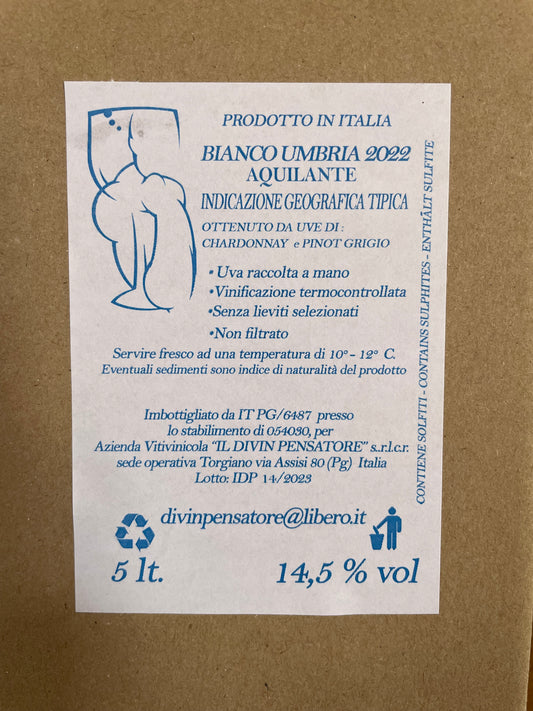 PRODOTTO IN ITALIA
BIANCO UMBRIA 2022
AQUILANTE
INDICAZIONE GEOGRAFICA TIPICA
OTTENUTO DA UVE DI :
CHARDONNAY e PINOT GRIGIO
•Uva raccolta a mano
•Vinificazione termocontrollata
•Senza lieviti selezionati
•Non filtrato
Servire fresco ad una temperatura di 10° - 12° C.
Eventuali sedimenti sono indice di naturalità del prodotto
Imbottigliato da IT PG/6487 presso
lo stabilimento di 054030, per
Azienda Vitivinicola “IL DIVIN PENSATORE” s.r.l.c.r.
sede operativa Torgiano via Assisi 80 (Pg) Italia
Lotto: IDP 14/2023
divinpensatore@libero.it
5 lt.
14,5 % vol
CONTIENE SOLFITI - CONTAINS SULPHITES - ENTHÄLT SULFITE